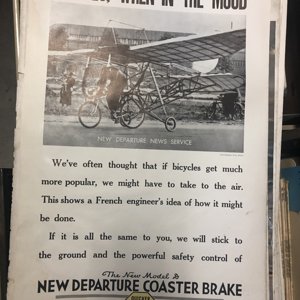 , WHEN IN THE MOOD
NEW DEPARTURE NEWS SERVICE
We've often thought that if bicycles get much
more popular, we might have to take to the air.
This shows a French engineer's idea of how it might
be done.
If it is all the same to you, we will stick to
the ground and the powerful safety control of
The New Model D
NEW DEPARTURE COASTER BRAKE